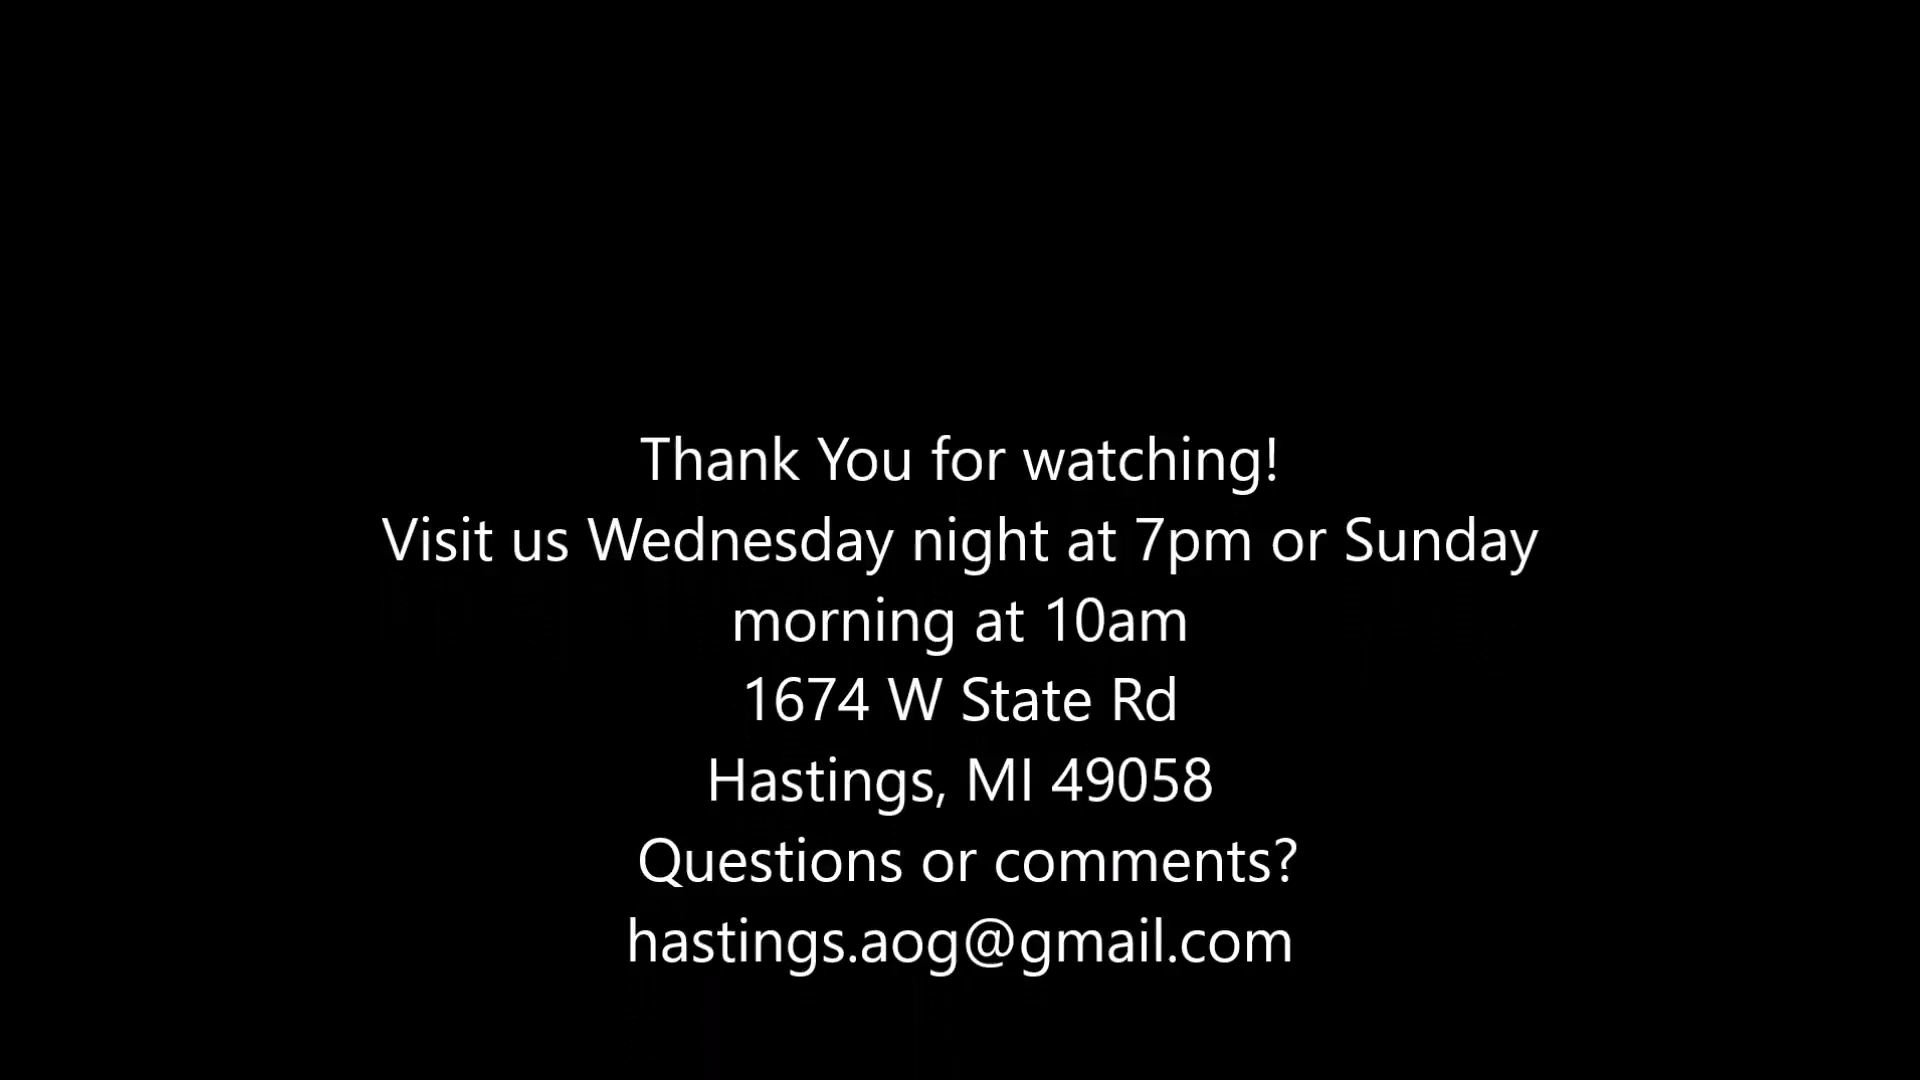 Thank You for watching!
Visit us Wednesday night at 7pm or Sunday
morning at 10am
1674 W State Rd
Hastings, MI 49058
Questions or comments?
hastings.aog@gmail.com